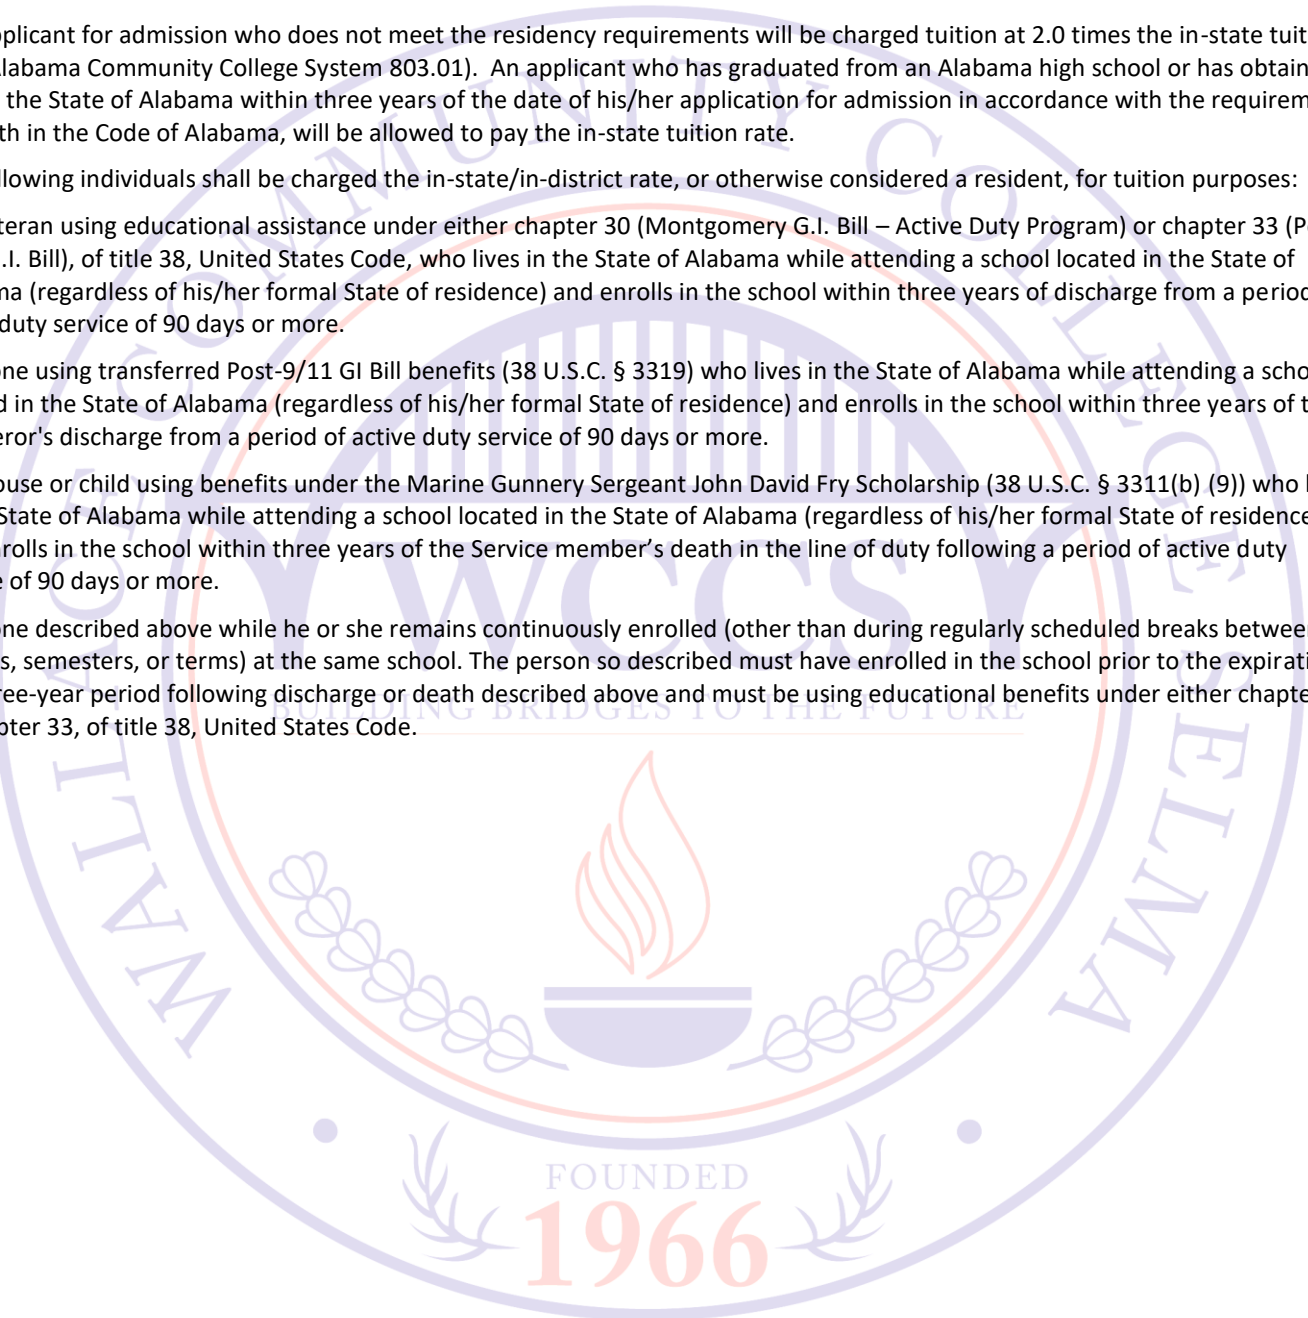 plicant for admission who does not meet the residency requirements will be charged tuition at 2.0 times the in-state tuit
labama Community College System 803.01). An applicant who has graduated from an Alabama high school or has obtain
the State of Alabama within three years of the date of his/her application for admission in accordance with the requirem
th in the Code of Alabama, will be allowed to pay the in-state tuition rate.
llowing individuals shall be charged the in-state/in-district rate, or otherwise considered a resident, for tuition purposes:
teran using educational assistance under either chapter 30 (Montgomery G.I. Bill – Active Duty Program) or chapter 33 (P
.I. Bill), of title 38, United States Code, who lives in the State of Alabama while attending a school located in the State of
ma (regardless of his/her formal State of residence) and enrolls in the school within three years of discharge from a period
duty service of 90 days or more.
one using transferred Post-9/11 GI Bill benefits (38 U.S.C. § 3319) who lives in the State of Alabama while attending a scho
d in the State of Alabama (regardless of his/her formal State of residence) and enrolls in the school within three years of t
eror's discharge from a period of active duty service of 90 days or more.
ouse or child using benefits under the Marine Gunnery Sergeant John David Fry Scholarship (38 U.S.C. § 3311(b) (9)) who l
State of Alabama while attending a school located in the State of Alabama (regardless of his/her formal State of residence
nrolls in the school within three years of the Service member’s death in the line of duty following a period of active duty
e of 90 days or more.
one described above while he or she remains continuously enrolled (other than during regularly scheduled breaks between
s, semesters, or terms) at the same school. The person so described must have enrolled in the school prior to the expirati
ree-year period following discharge or death described above and must be using educational benefits under either chapte
pter 33, of title 38, United States Code.
WALLACE COMMUNITY COLLEGE SELMA
WCCS
BUILDING BRIDGES TO THE FUTURE
FOUNDED
1966